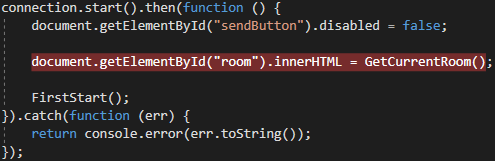 connection.start().then(function () {
    document.getElementById("sendButton").disabled = false;
    document.getElementById("room").innerHTML = GetCurrentRoom();
    FirstStart();
}).catch(function (err) {
    return console.error(err.toString());
});